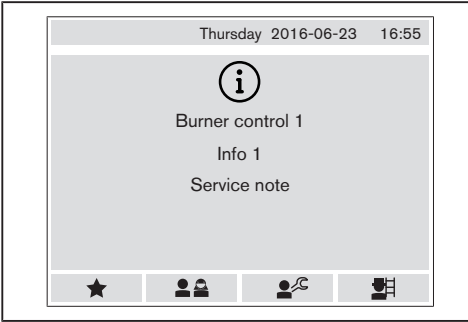 Thursday 2016-06-23 16:55
Burner control 1
Info 1
Service note